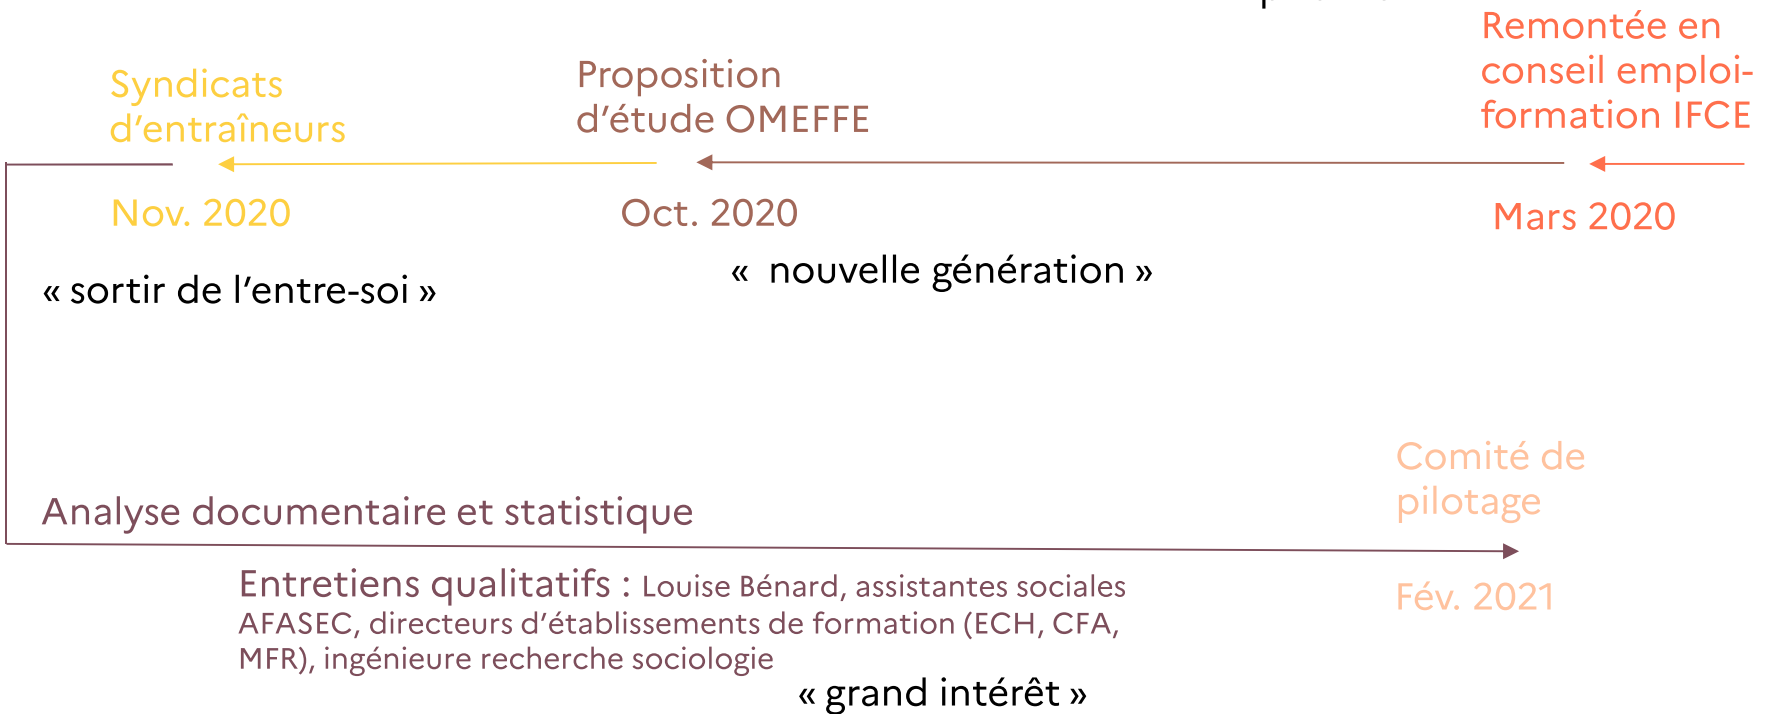 Remontée en
conseil emploi-
formation IFCE
Syndicats
d'entraîneurs
Proposition
d'étude OMEFFE
Nov. 2020
Oct. 2020
Mars 2020
« sortir de l'entre-soi »
«  nouvelle génération »
Comité de
pilotage
Analyse documentaire et statistique
Entretiens qualitatifs : Louise Bénard, assistantes sociales
AFASEC, directeurs d'établissements de formation (ECH, CFA,
MFR), ingénieure recherche sociologie
Fév. 2021
« grand intérêt »